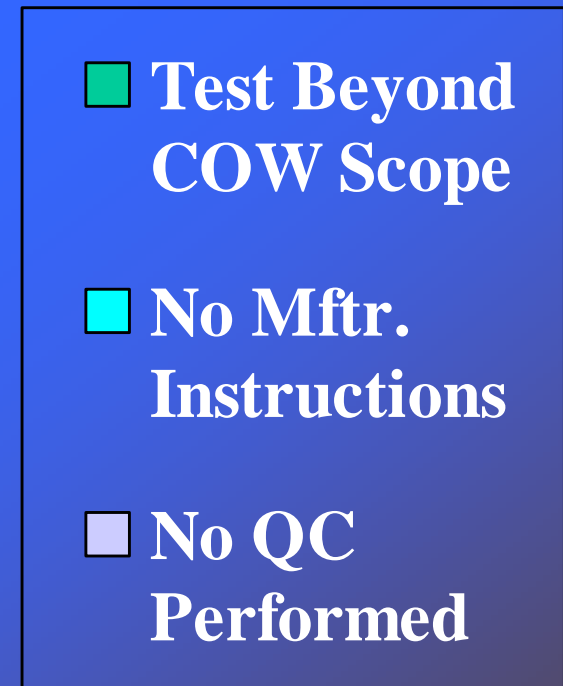 Test Beyond
COW Scope
No Mftr.
Instructions
No QC
Performed